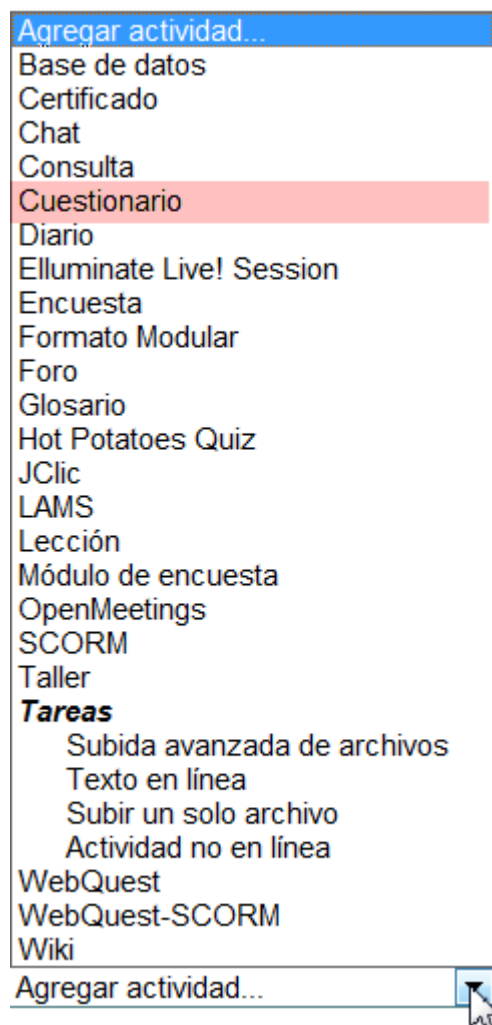 Agregar actividad...
Base de datos
Certificado
Chat
Consulta
Cuestionario
Diario
Elluminate Live! Session
Encuesta
Formato Modular
Foro
Glosario
Hot Potatoes Quiz
JClic
LAMS
Lección
Módulo de encuesta
OpenMeetings
SCORM
Taller
Tareas
Subida avanzada de archivos
Texto en línea
Subir un solo archivo
Actividad no en línea
WebQuest
WebQuest-SCORM
Wiki
Agregar actividad...